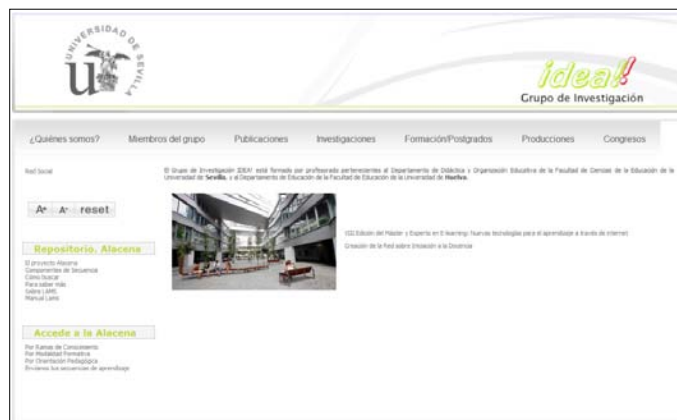 UNIVERSIDAD DE SEVILLA
idea!!
Grupo de Investigación
¿Quiénes somos? Miembros del grupo Publicaciones Investigaciones Formación/Postgrados Producciones Congresos
Red Social
El Grupo de Investigación IDEA! está formado por profesorado pertenecientes al Departamento de Didáctica y Organización Educativa de la Facultad de Ciencias de la Educación de la
Universidad de Sevilla, y al Departamento de Educación de la Facultad de Educación de la Universidad de Huelva.
A+ A- reset
VIII Edición del Máster y Experto en E-learning: Nuevas tecnologías para el aprendizaje a través de internet
Creación de la Red sobre Iniciación a la Docencia
Repositorio. Alacena
El proyecto Alacena
Componentes de Secuencia
Cómo buscar
Para saber más
Sobre LAMS
Manual Lams
Accede a la Alacena
Por Ramas de Conocimiento
Por Modalidad Formativa
Por Orientación Pedagógica
Envíanos tus secuencias de aprendizaje